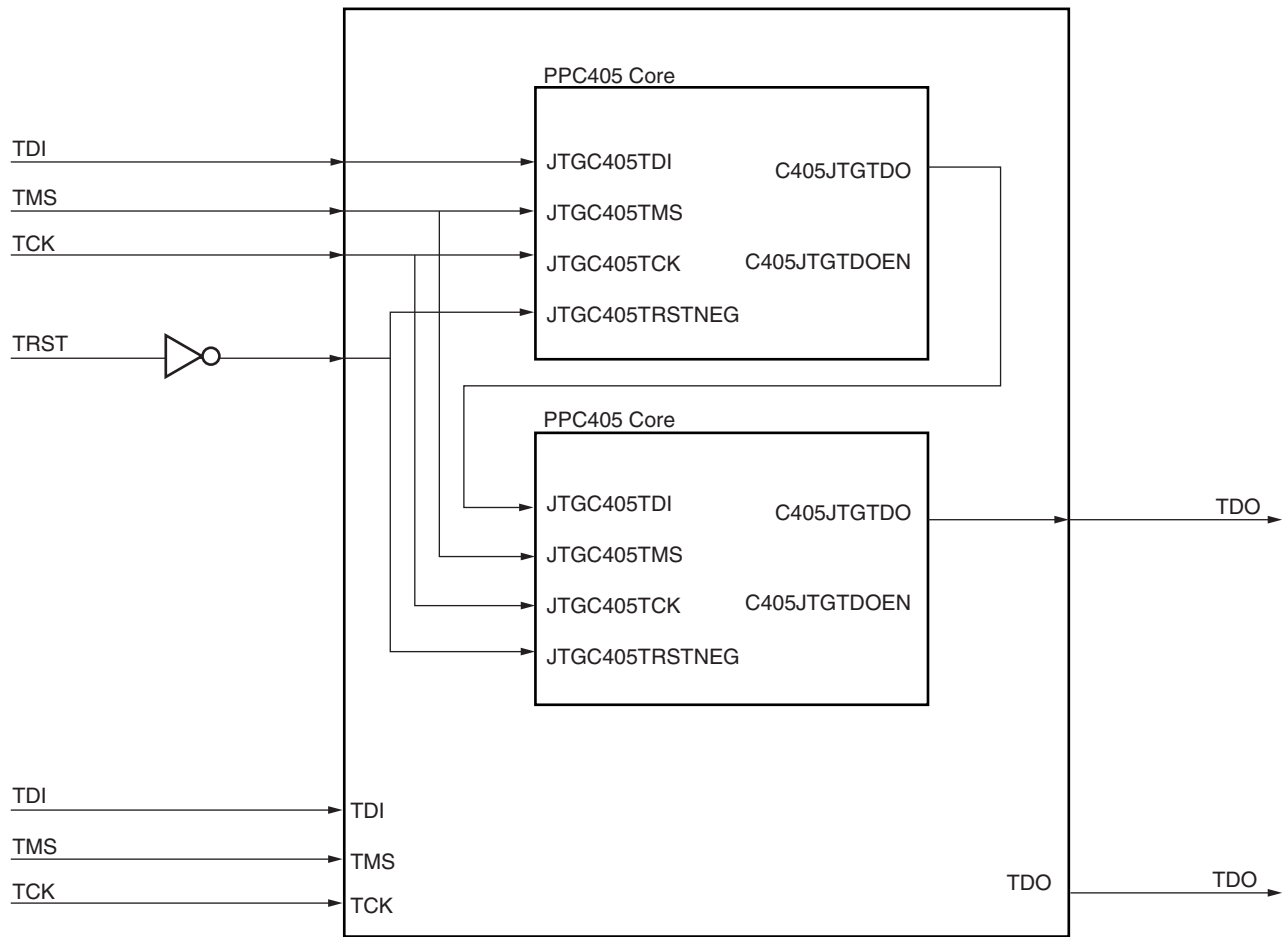 PPC405 Core
TDI
JTGC405TDI
C405JTGTDO
TMS
JTGC405TMS
TCK
JTGC405TCK
C405JTGTDOEN
JTGC405TRSTNEG
TRST
PPC405 Core
JTGC405TDI
C405JTGTDO
TDO
JTGC405TMS
JTGC405TCK
C405JTGTDOEN
JTGC405TRSTNEG
TDI
TDI
TMS
TMS
TCK
TCK
TDO
TDO